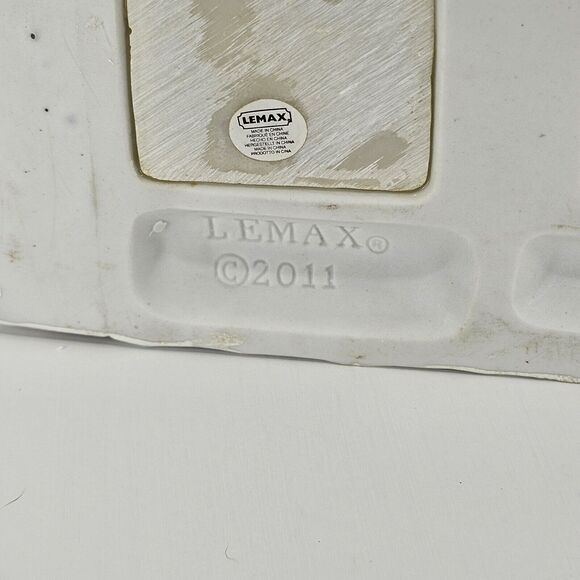 LEMAX
MADE IN CHINA
FABRIQUÉ EN CHINE
HECHO EN CHINA
HERGESTELLT IN CHINA
MADE IN CHINA
PRODOTTO IN CINA
LEMAX®
©2011